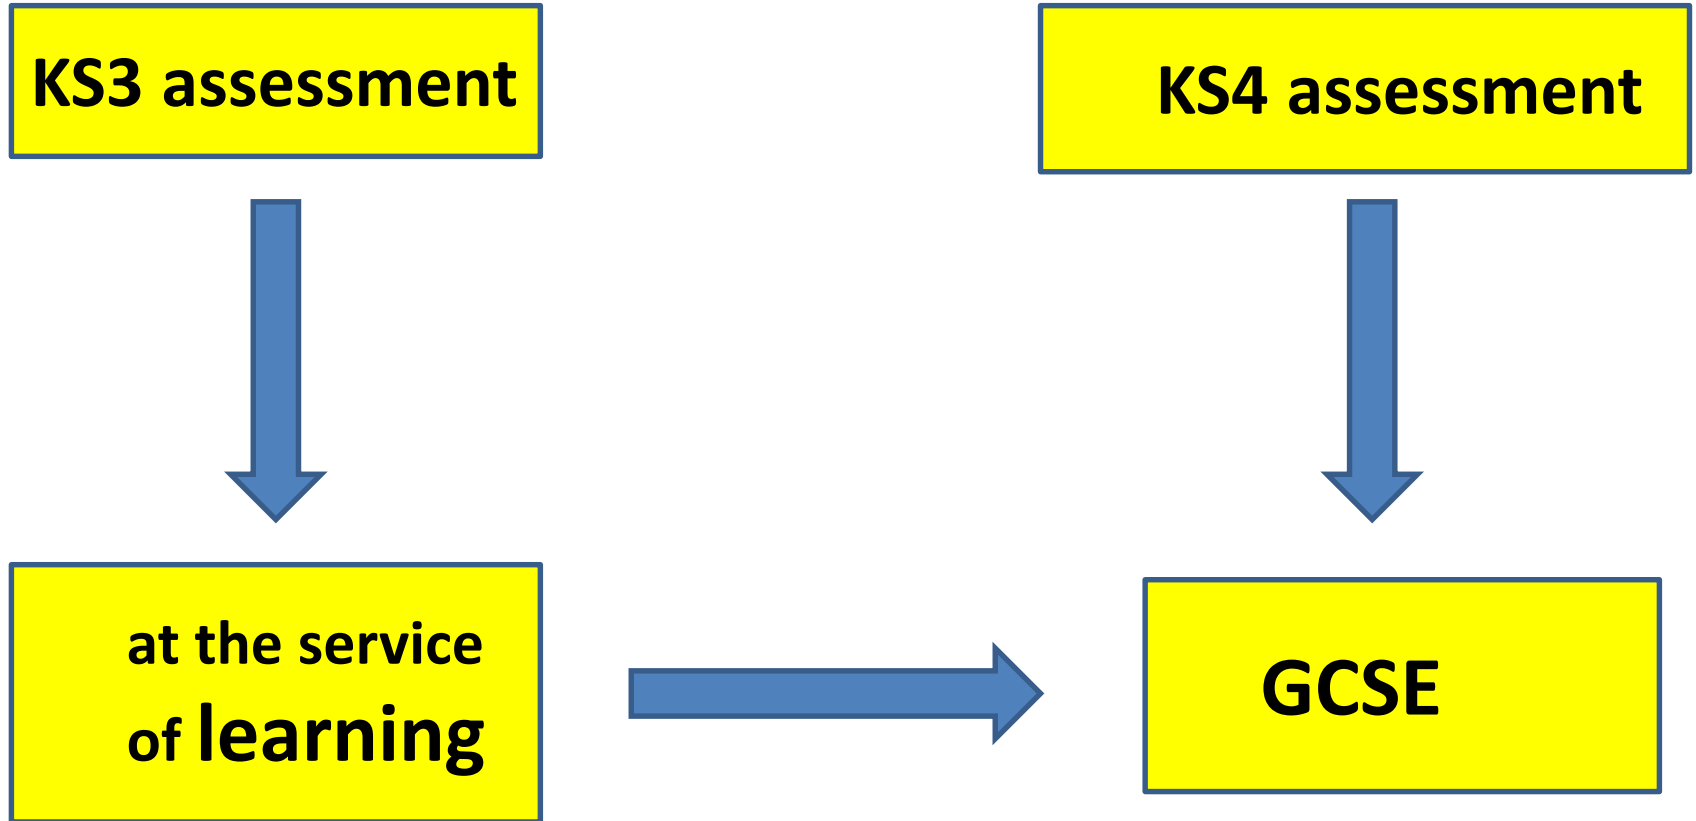 KS3 assessment
KS4 assessment
at the service
of learning
GCSE